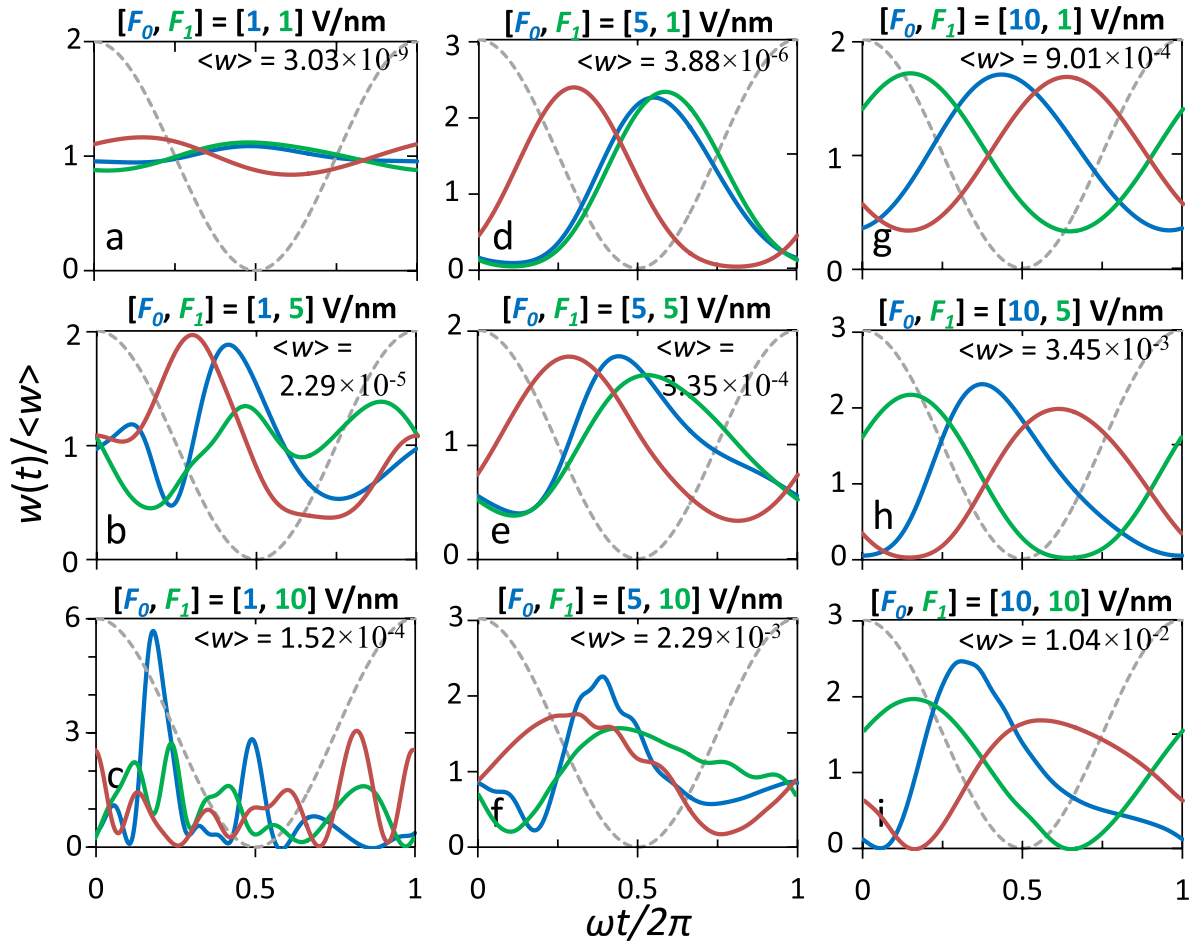 [F₀, F₁] = [1, 1] V/nm
2
<w> = 3.03×10⁻⁹
1
a
0
[F₀, F₁] = [5, 1] V/nm
3
<w> = 3.88×10⁻⁶
2
1
d
0
[F₀, F₁] = [10, 1] V/nm
2
<w> = 9.01×10⁻⁴
1
g
0
[F₀, F₁] = [1, 5] V/nm
2
<w> =
2.29×10⁻⁵
1
b
0
[F₀, F₁] = [5, 5] V/nm
2
<w> =
3.35×10⁻⁴
1
e
0
[F₀, F₁] = [10, 5] V/nm
3
<w> = 3.45×10⁻³
2
1
h
0
[F₀, F₁] = [1, 10] V/nm
6
<w> = 1.52×10⁻⁴
3
c
0
0
0.5
1
[F₀, F₁] = [5, 10] V/nm
3
<w> = 2.29×10⁻³
2
1
f
0
0
0.5
1
[F₀, F₁] = [10, 10] V/nm
3
<w> = 1.04×10⁻²
2
1
i
0
0
0.5
1
w(t)/<w>
ωt/2π